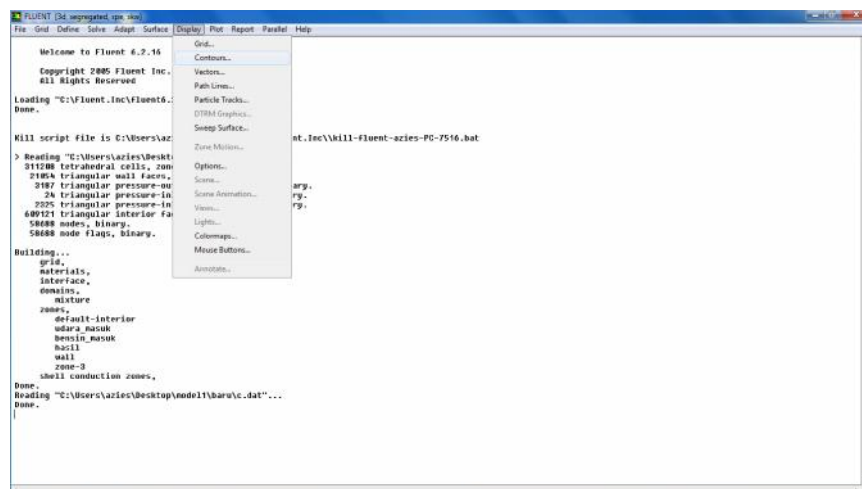 FLUENT [3d, segregated, spe, skw]
File Grid Define Solve Adapt Surface Display Plot Report Parallel Help
Welcome to Fluent 6.2.16
Copyright 2005 Fluent Inc.
All Rights Reserved
Loading "C:\Fluent.Inc\fluent6.
Done.
Kill script file is C:\Users\az nt.Inc\\kill-fluent-azies-PC-7516.bat
> Reading "C:\Users\azies\Deskt
311208 tetrahedral cells, zon
21054 triangular wall faces,
3187 triangular pressure-ou ary.
24 triangular pressure-in ry.
2325 triangular pressure-in ry.
609121 triangular interior fa
58688 nodes, binary.
58688 node flags, binary.
Building...
grid,
materials,
interface,
domains,
mixture
zones,
default-interior
udara_masuk
bensin_masuk
hasil
wall
zone-3
shell conduction zones,
Done.
Reading "C:\Users\azies\Desktop\model1\baru\c.dat"...
Done.
Grid...
Contours...
Vectors...
Path Lines...
Particle Tracks...
DTRM Graphics...
Sweep Surface...
Zone Motion...
Options...
Scene...
Scene Animation...
Views...
Lights...
Colormaps...
Mouse Buttons...
Annotate...